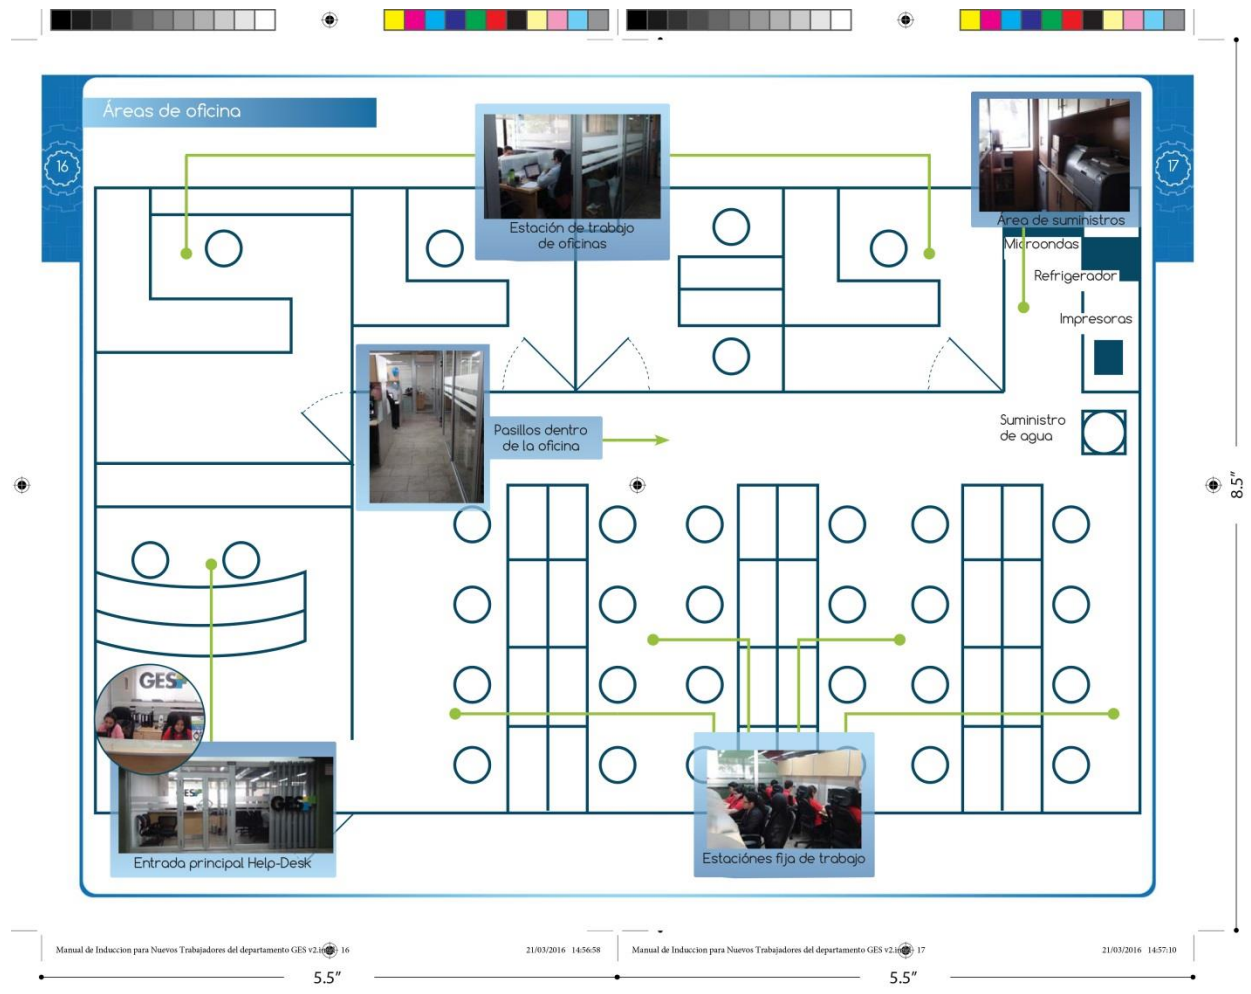 Áreas de oficina
16
17
Estación de trabajo
de oficinas
Área de suministros
Microondas
Refrigerador
Impresoras
Suministro
de agua
Pasillos dentro
de la oficina
GES
GES
GES
Entrada principal Help-Desk
Estaciónes fija de trabajo
8.5"
Manual de Induccion para Nuevos Trabajadores del departamento GES v2.i 16
21/03/2016 14:56:58
Manual de Induccion para Nuevos Trabajadores del departamento GES v2.i 17
21/03/2016 14:57:10
5.5"
5.5"